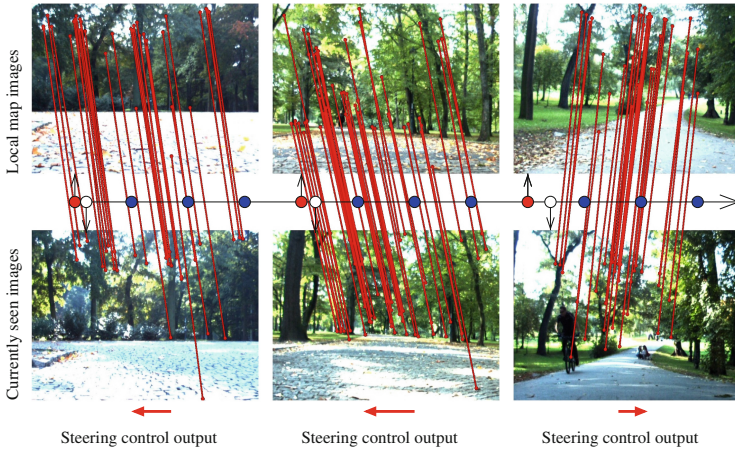 Local map images
Currently seen images
Steering control output
Steering control output
Steering control output